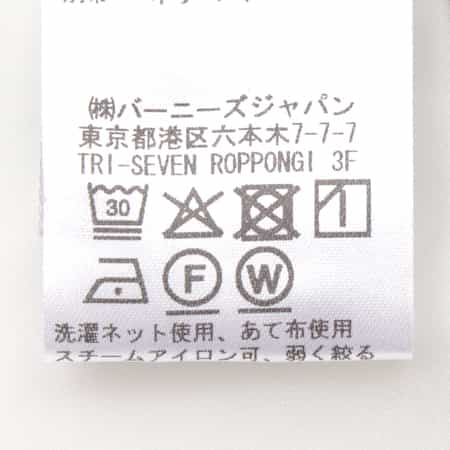 ㈱バーニーズジャパン
東京都港区六本木7-7-7
TRI-SEVEN ROPPONGI 3F
30
F W
洗濯ネット使用、あて布使用
スチームアイロン可、弱く絞る